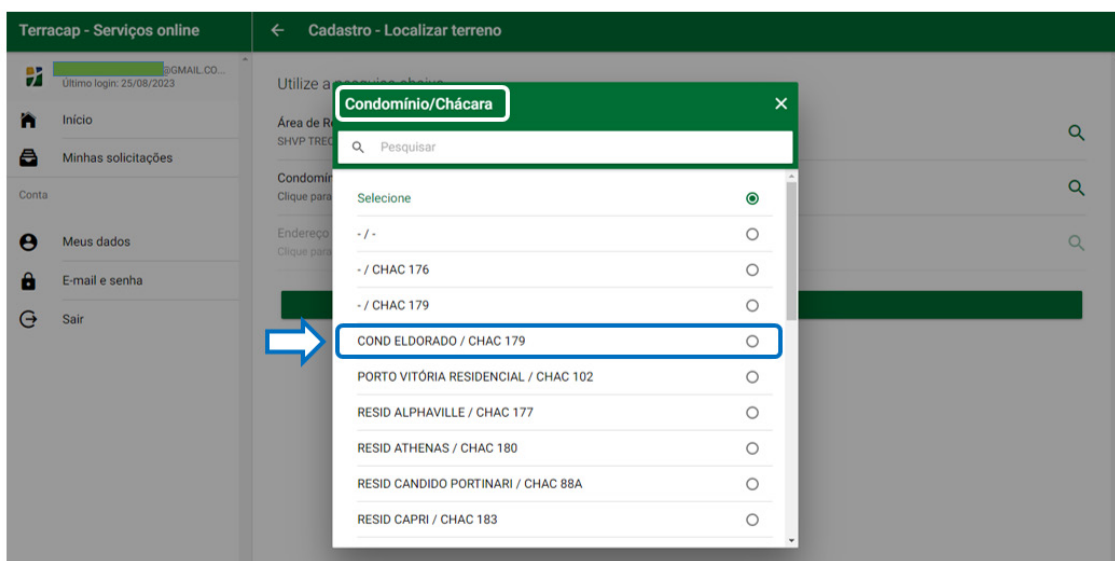 Terracap - Serviços online
Cadastro - Localizar terreno
@GMAIL.CO...
Último login: 25/08/2023
Início
Minhas solicitações
Conta
Meus dados
E-mail e senha
Sair
Utilize a
Área de R
SHVP TREC
Condomín
Clique para
Endereço
Clique para
Condomínio/Chácara
Pesquisar
Selecione
- / -
- / CHAC 176
- / CHAC 179
COND ELDORADO / CHAC 179
PORTO VITÓRIA RESIDENCIAL / CHAC 102
RESID ALPHAVILLE / CHAC 177
RESID ATHENAS / CHAC 180
RESID CANDIDO PORTINARI / CHAC 88A
RESID CAPRI / CHAC 183